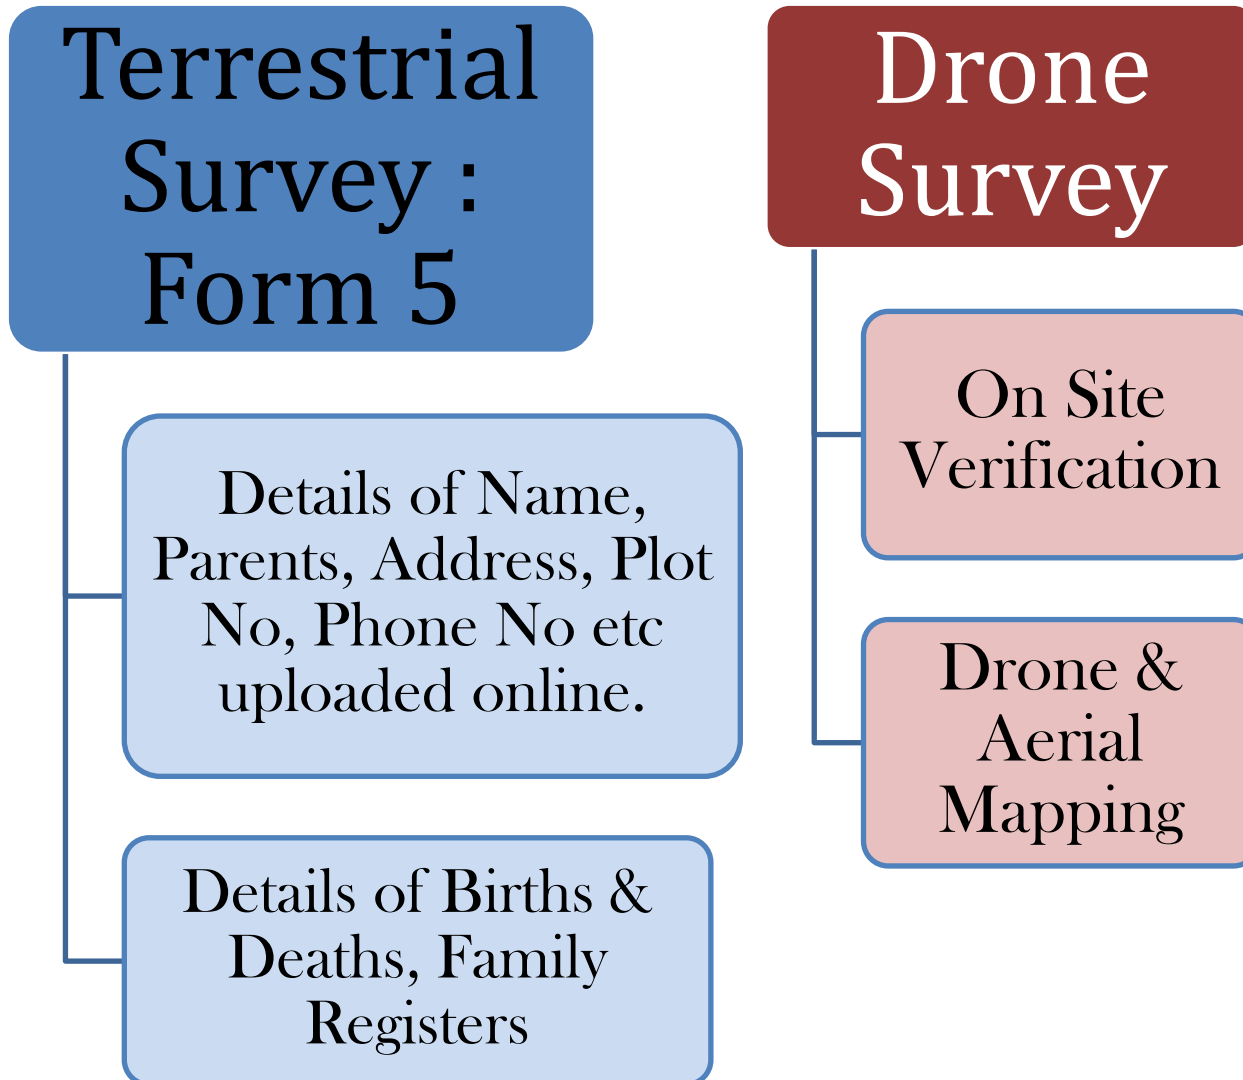 Terrestrial
Survey :
Form 5
Details of Name,
Parents, Address, Plot
No, Phone No etc
uploaded online.
Details of Births &
Deaths, Family
Registers
Drone
Survey
On Site
Verification
Drone &
Aerial
Mapping